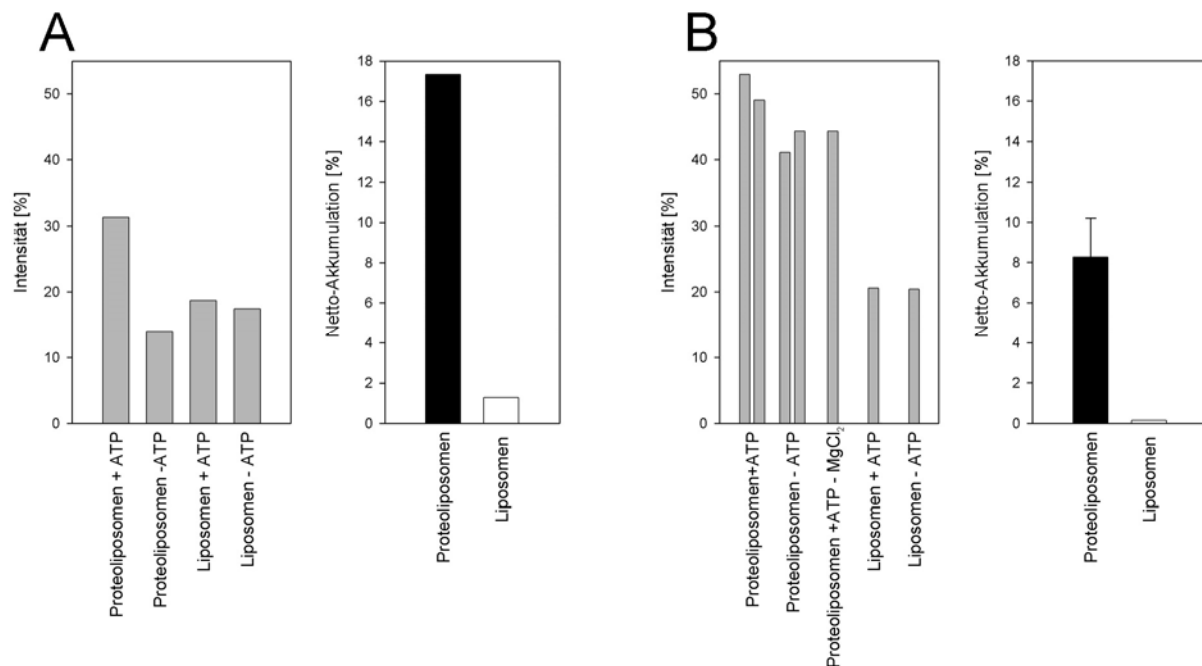 A
50
40
30
20
10
0
Intensität [%]
Proteoliposomen + ATP
Proteoliposomen -ATP
Liposomen + ATP
Liposomen - ATP
18
16
14
12
10
8
6
4
2
0
Netto-Akkumulation [%]
Proteoliposomen
Liposomen
B
50
40
30
20
10
0
Intensität [%]
Proteoliposomen+ATP
Proteoliposomen - ATP
Proteoliposomen +ATP - MgCl₂
Liposomen + ATP
Liposomen - ATP
18
16
14
12
10
8
6
4
2
0
Netto-Akkumulation [%]
Proteoliposomen
Liposomen